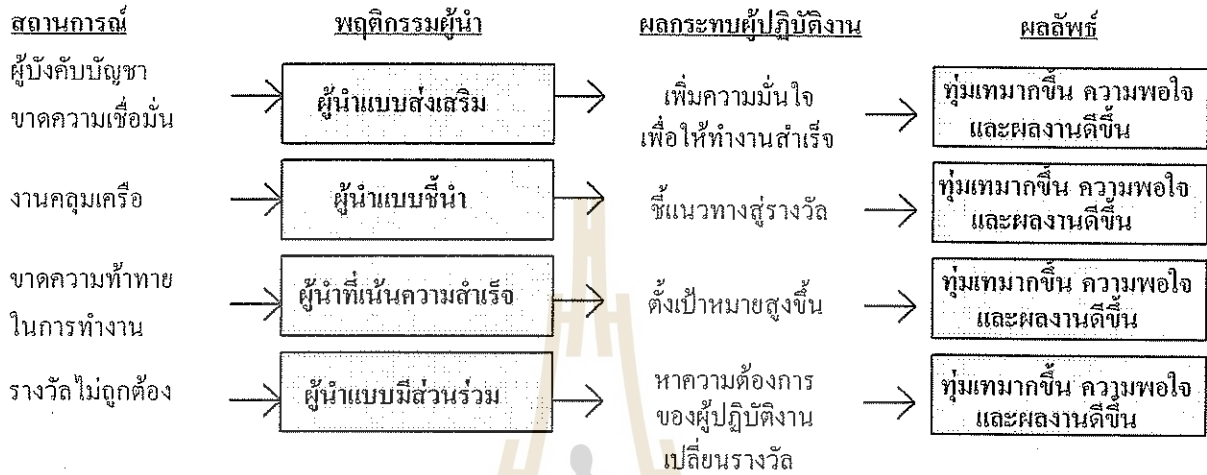 สถานการณ์ พฤติกรรมผู้นำ ผลกระทบผู้ปฏิบัติงาน ผลลัพธ์
ผู้บังคับบัญชา
ขาดความเชื่อมั่น
ผู้นำแบบส่งเสริม
เพิ่มความมั่นใจ
เพื่อให้ทำงานสำเร็จ
ทุ่มเทมากขึ้น ความพอใจ
และผลงานดีขึ้น
งานคลุมเครือ
ผู้นำแบบชี้นำ
ชี้แนวทางสู่รางวัล
ทุ่มเทมากขึ้น ความพอใจ
และผลงานดีขึ้น
ขาดความท้าทาย
ในการทำงาน
ผู้นำที่เน้นความสำเร็จ
ตั้งเป้าหมายสูงขึ้น
ทุ่มเทมากขึ้น ความพอใจ
และผลงานดีขึ้น
รางวัลไม่ถูกต้อง
ผู้นำแบบมีส่วนร่วม
หาความต้องการ
ของผู้ปฏิบัติงาน
เปลี่ยนรางวัล
ทุ่มเทมากขึ้น ความพอใจ
และผลงานดีขึ้น